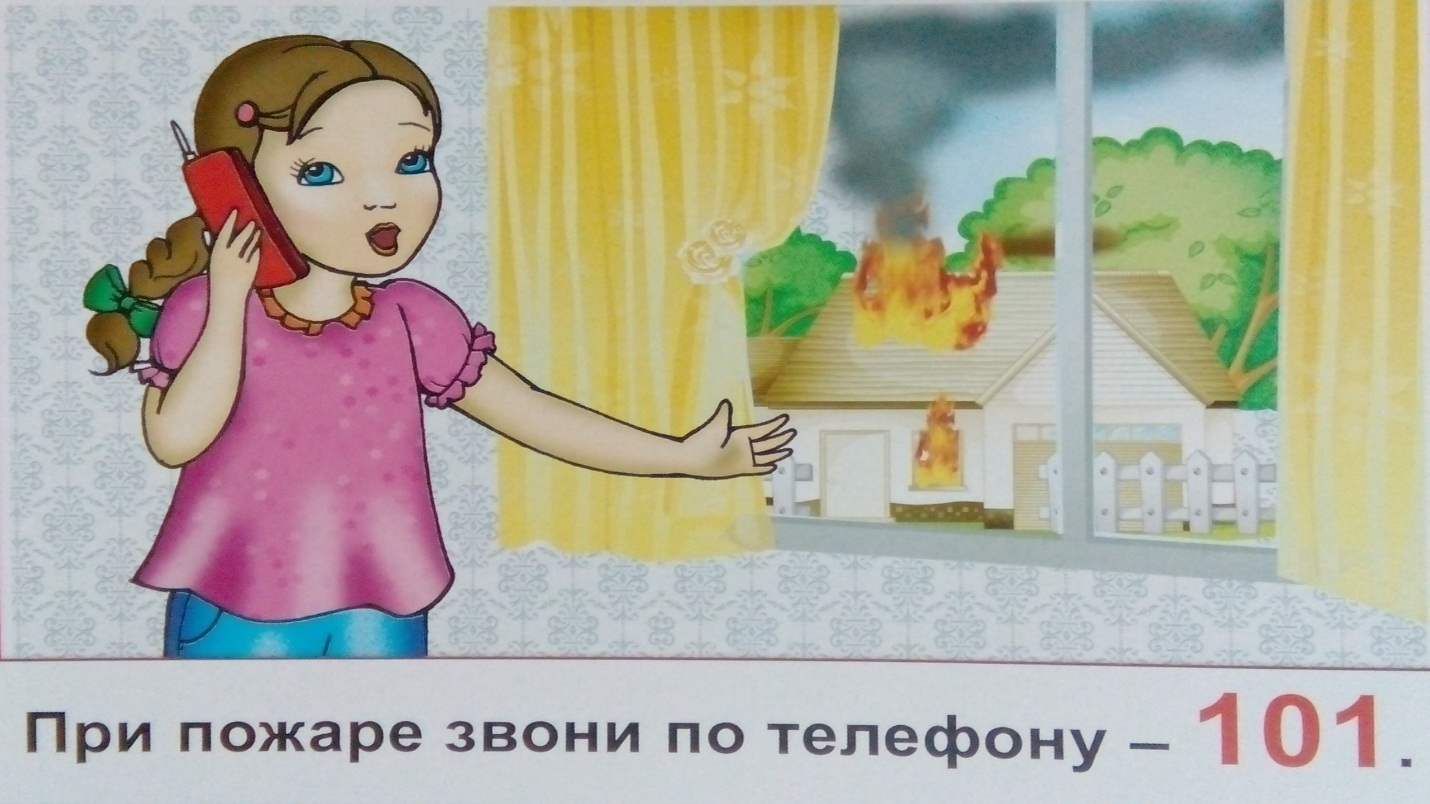 При пожаре звони по телефону – 101.